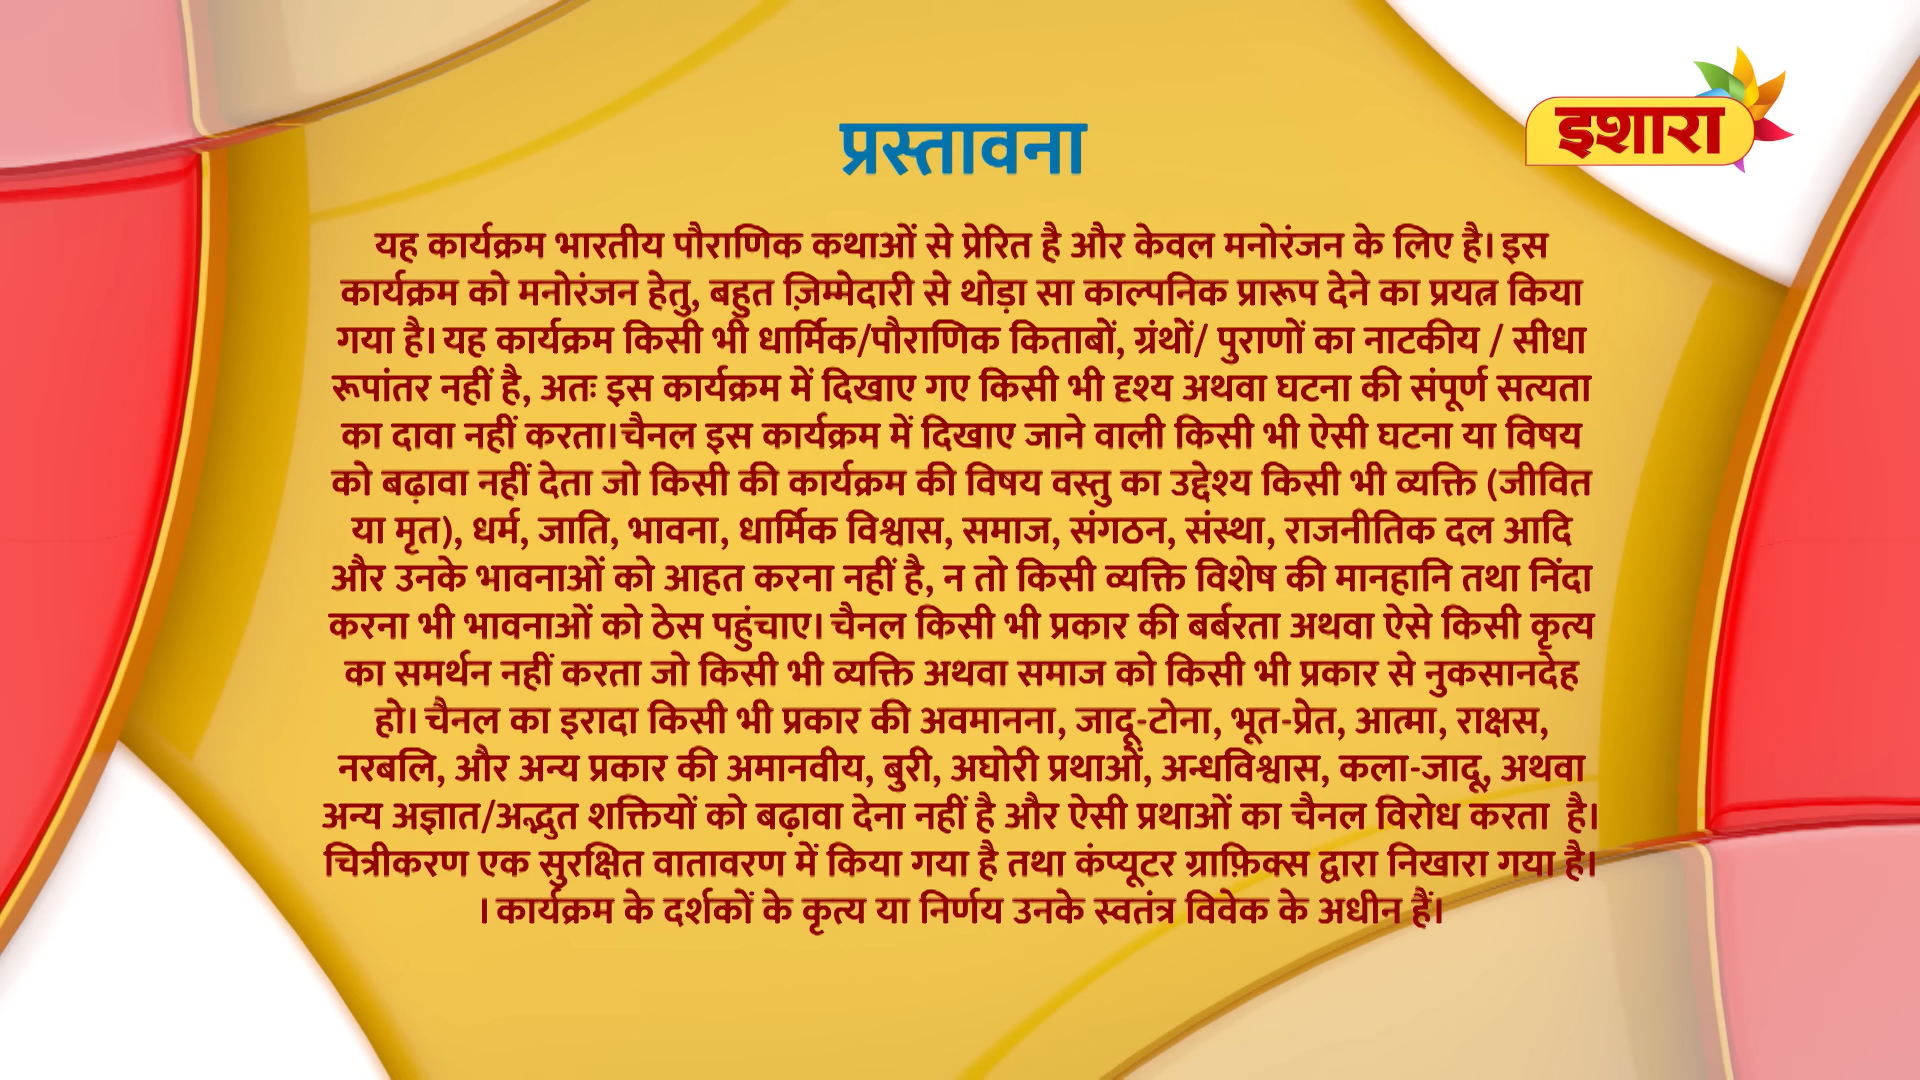 इशारा
प्रस्तावना
यह कार्यक्रम भारतीय पौराणिक कथाओं से प्रेरित है और केवल मनोरंजन के लिए है। इस
कार्यक्रम को मनोरंजन हेतु, बहुत ज़िम्मेदारी से थोड़ा सा काल्पनिक प्रारूप देने का प्रयत्न किया
गया है। यह कार्यक्रम किसी भी धार्मिक/पौराणिक किताबों, ग्रंथों/ पुराणों का नाटकीय / सीधा
रूपांतर नहीं है, अतः इस कार्यक्रम में दिखाए गए किसी भी दृश्य अथवा घटना की संपूर्ण सत्यता
का दावा नहीं करता।चैनल इस कार्यक्रम में दिखाए जाने वाली किसी भी ऐसी घटना या विषय
को बढ़ावा नहीं देता जो किसी की कार्यक्रम की विषय वस्तु का उद्देश्य किसी भी व्यक्ति (जीवित
या मृत), धर्म, जाति, भावना, धार्मिक विश्वास, समाज, संगठन, संस्था, राजनीतिक दल आदि
और उनके भावनाओं को आहत करना नहीं है, न तो किसी व्यक्ति विशेष की मानहानि तथा निंदा
करना भी भावनाओं को ठेस पहुंचाए। चैनल किसी भी प्रकार की बर्बरता अथवा ऐसे किसी कृत्य
का समर्थन नहीं करता जो किसी भी व्यक्ति अथवा समाज को किसी भी प्रकार से नुकसानदेह
हो। चैनल का इरादा किसी भी प्रकार की अवमानना, जादू-टोना, भूत-प्रेत, आत्मा, राक्षस,
नरबलि, और अन्य प्रकार की अमानवीय, बुरी, अघोरी प्रथाओं, अन्धविश्वास, कला-जादू, अथवा
अन्य अज्ञात/अद्भुत शक्तियों को बढ़ावा देना नहीं है और ऐसी प्रथाओं का चैनल विरोध करता है।
चित्रीकरण एक सुरक्षित वातावरण में किया गया है तथा कंप्यूटर ग्राफ़िक्स द्वारा निखारा गया है।
। कार्यक्रम के दर्शकों के कृत्य या निर्णय उनके स्वतंत्र विवेक के अधीन हैं।